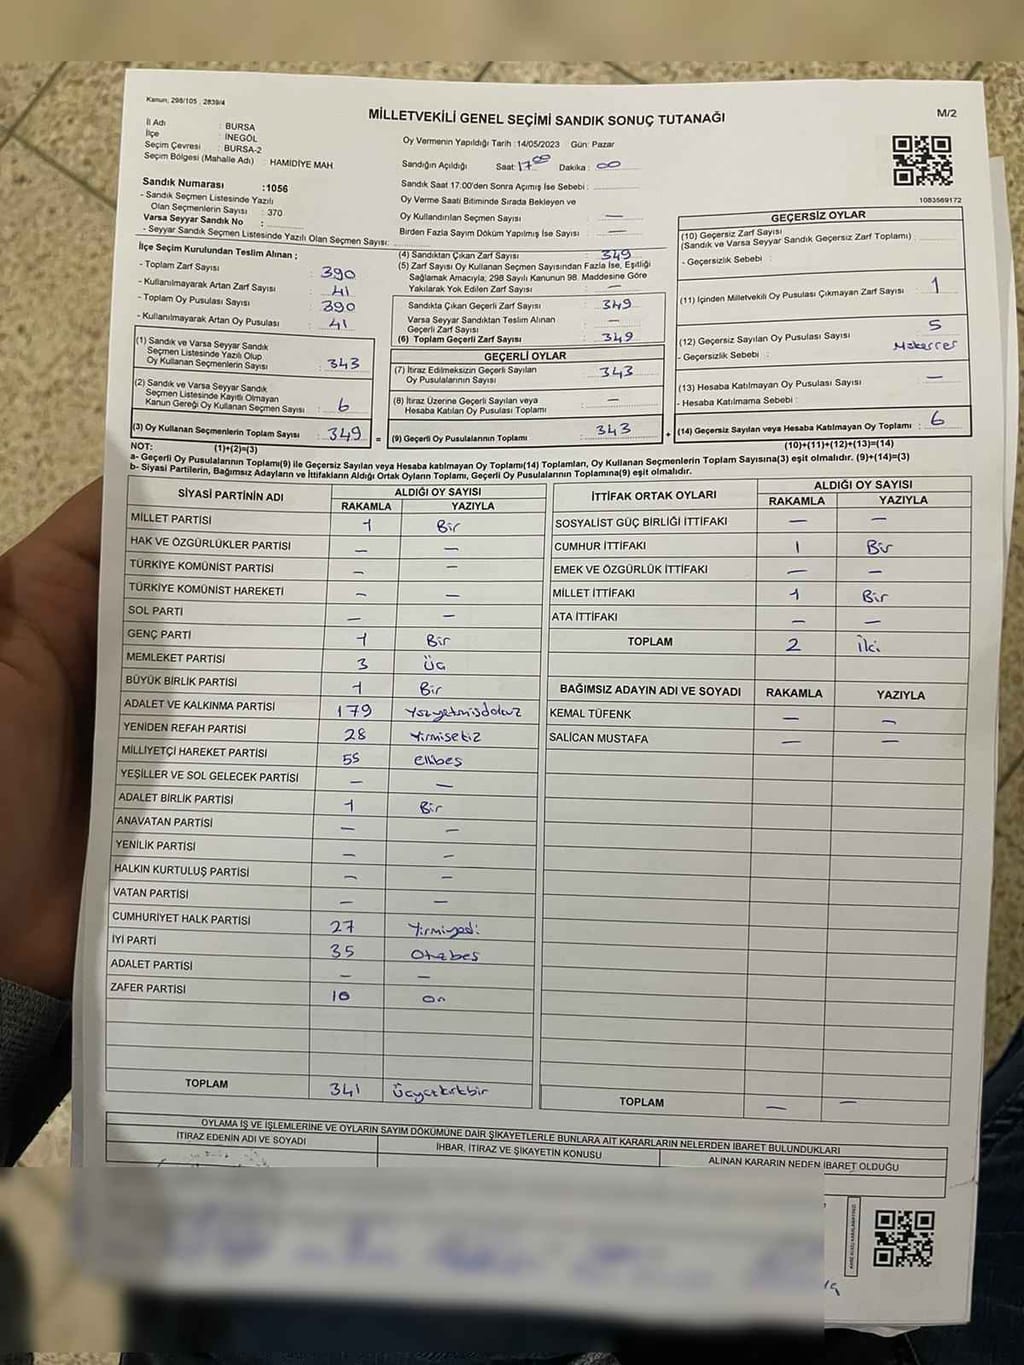 Kanun: 298/105 , 2839/4
MİLLETVEKİLİ GENEL SEÇİMİ SANDIK SONUÇ TUTANAĞI
M/2
İl Adı : BURSA
İlçe : İNEGÖL
Seçim Çevresi : BURSA-2
Seçim Bölgesi (Mahalle Adı) : HAMİDİYE MAH
Oy Vermenin Yapıldığı Tarih : 14/05/2023 Gün: Pazar
Sandığın Açıldığı Saat: 17:00 Dakika : 00
Sandık Saat 17:00'den Sonra Açımış İse Sebebi :
Oy Verme Saati Bitiminde Sırada Bekleyen ve
Oy Kullandırılan Seçmen Sayısı —
Birden Fazla Sayım Döküm Yapılmış İse Sayısı : —
1083569172
Sandık Numarası :1056
- Sandık Seçmen Listesinde Yazılı
Olan Seçmenlerin Sayısı : 370
Varsa Seyyar Sandık No :
- Seyyar Sandık Seçmen Listesinde Yazılı Olan Seçmen Sayısı:
İlçe Seçim Kurulundan Teslim Alınan ;
- Toplam Zarf Sayısı : 390
- Kullanılmayarak Artan Zarf Sayısı : 41
- Toplam Oy Pusulası Sayısı : 390
- Kullanılmayarak Artan Oy Pusulası : 41
(1) Sandık ve Varsa Seyyar Sandık
Seçmen Listesinde Yazılı Olup
Oy Kullanan Seçmenlerin Sayısı : 343
(2) Sandık ve Varsa Seyyar Sandık
Seçmen Listesinde Kayıtlı Olmayan
Kanun Gereği Oy Kullanan Seçmen Sayısı : 6
(3) Oy Kullanan Seçmenlerin Toplam Sayısı : 349 =
(1)+(2)=(3)
(4) Sandıktan Çıkan Zarf Sayısı : 349
(5) Zarf Sayısı Oy Kullanan Seçmen Sayısından Fazla İse, Eşitliği
Sağlamak Amacıyla, 298 Sayılı Kanunun 98. Maddesine Göre
Yakılarak Yok Edilen Zarf Sayısı : —
Sandıkta Çıkan Geçerli Zarf Sayısı : 349
Varsa Seyyar Sandıktan Teslim Alınan
Geçerli Zarf Sayısı : —
(6) Toplam Geçerli Zarf Sayısı : 349
GEÇERLİ OYLAR
(7) İtiraz Edilmeksizin Geçerli Sayılan
Oy Pusulalarının Sayısı : 343
(8) İtiraz Üzerine Geçerli Sayılan veya
Hesaba Katılan Oy Pusulası Toplamı : —
(9) Geçerli Oy Pusulalarının Toplamı : 343 +
GEÇERSİZ OYLAR
(10) Geçersiz Zarf Sayısı
(Sandık ve Varsa Seyyar Sandık Geçersiz Zarf Toplamı) :
- Geçersizlik Sebebi :
(11) İçinden Milletvekili Oy Pusulası Çıkmayan Zarf Sayısı : 1
(12) Geçersiz Sayılan Oy Pusulası Sayısı : 5
- Geçersizlik Sebebi : Mükerrer
(13) Hesaba Katılmayan Oy Pusulası Sayısı : —
- Hesaba Katılmama Sebebi :
(14) Geçersiz Sayılan veya Hesaba Katılmayan Oy Toplamı : 6
(10)+(11)+(12)+(13)=(14)
NOT:
a- Geçerli Oy Pusulalarının Toplamı(9) ile Geçersiz Sayılan veya Hesaba katılmayan Oy Toplamı(14) Toplamları, Oy Kullanan Seçmenlerin Toplam Sayısına(3) eşit olmalıdır. (9)+(14)=(3)
b- Siyasi Partilerin, Bağımsız Adayların ve İttifakların Aldığı Ortak Oyların Toplamı, Geçerli Oy Pusulalarının Toplamına(9) eşit olmalıdır.
SİYASİ PARTİNİN ADI ALDIĞI OY SAYISI
RAKAMLA YAZIYLA
MİLLET PARTİSİ 1 Bir
HAK VE ÖZGÜRLÜKLER PARTİSİ — —
TÜRKİYE KOMÜNİST PARTİSİ — —
TÜRKİYE KOMÜNİST HAREKETİ — —
SOL PARTİ — —
GENÇ PARTİ 1 Bir
MEMLEKET PARTİSİ 3 Üç
BÜYÜK BİRLİK PARTİSİ 1 Bir
ADALET VE KALKINMA PARTİSİ 179 Yüzyetmişdokuz
YENİDEN REFAH PARTİSİ 28 Yirmisekiz
MİLLİYETÇİ HAREKET PARTİSİ 55 ellibeş
YEŞİLLER VE SOL GELECEK PARTİSİ — —
ADALET BİRLİK PARTİSİ 1 Bir
ANAVATAN PARTİSİ — —
YENİLİK PARTİSİ — —
HALKIN KURTULUŞ PARTİSİ — —
VATAN PARTİSİ — —
CUMHURİYET HALK PARTİSİ 27 Yirmiyedi
İYİ PARTİ 35 Otuzbeş
ADALET PARTİSİ — —
ZAFER PARTİSİ 10 On
TOPLAM 341 Üçyüzkırkbir
İTTİFAK ORTAK OYLARI ALDIĞI OY SAYISI
RAKAMLA YAZIYLA
SOSYALİST GÜÇ BİRLİĞİ İTTİFAKI — —
CUMHUR İTTİFAKI 1 Bir
EMEK VE ÖZGÜRLÜK İTTİFAKI — —
MİLLET İTTİFAKI 1 Bir
ATA İTTİFAKI — —
TOPLAM 2 İki
BAĞIMSIZ ADAYIN ADI VE SOYADI RAKAMLA YAZIYLA
KEMAL TÜFENK — —
SALİCAN MUSTAFA — —
TOPLAM — —
OYLAMA İŞ VE İŞLEMLERİNE VE OYLARIN SAYIM DÖKÜMÜNE DAİR ŞİKAYETLERLE BUNLARA AİT KARARLARIN NELERDEN İBARET BULUNDUKLARI
İTİRAZ EDENİN ADI VE SOYADI İHBAR, İTİRAZ VE ŞİKAYETİN KONUSU ALINAN KARARIN NEDEN İBARET OLDUĞU